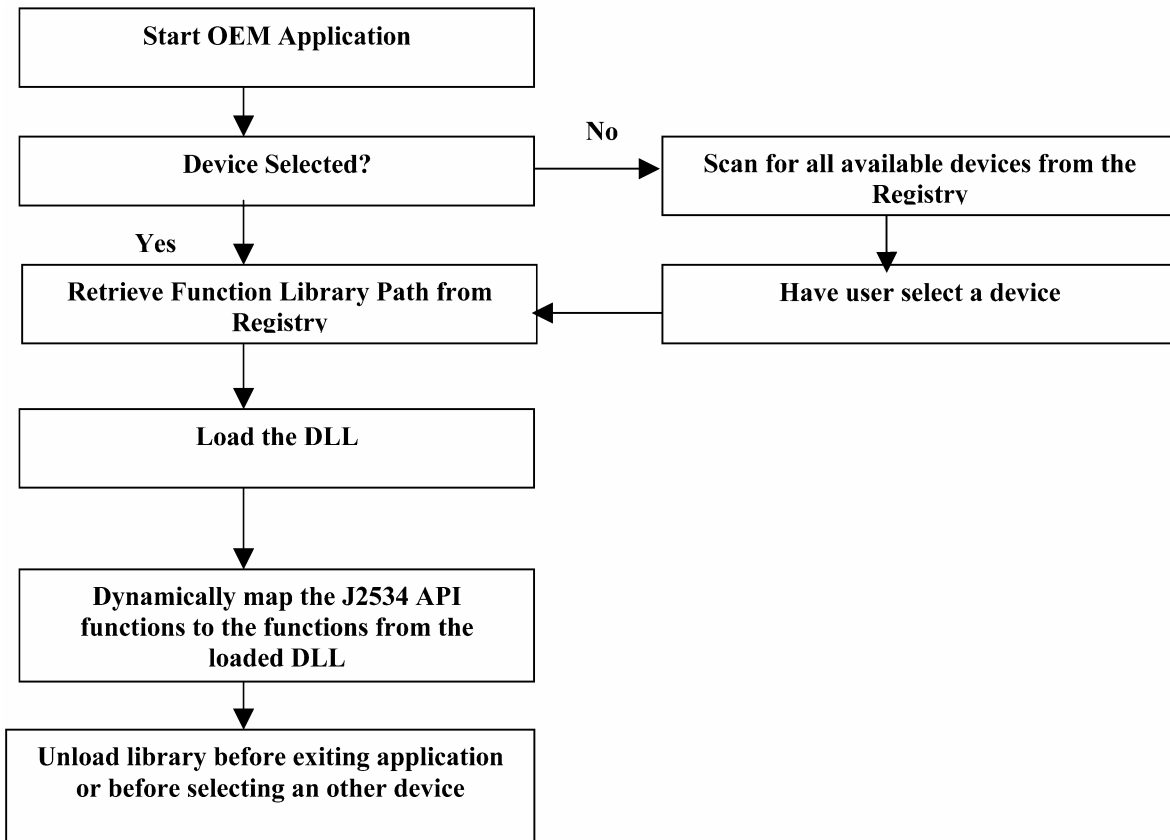 Start OEM Application
Device Selected?
No
Scan for all available devices from the
Registry
Yes
Retrieve Function Library Path from
Registry
Have user select a device
Load the DLL
Dynamically map the J2534 API
functions to the functions from the
loaded DLL
Unload library before exiting application
or before selecting an other device